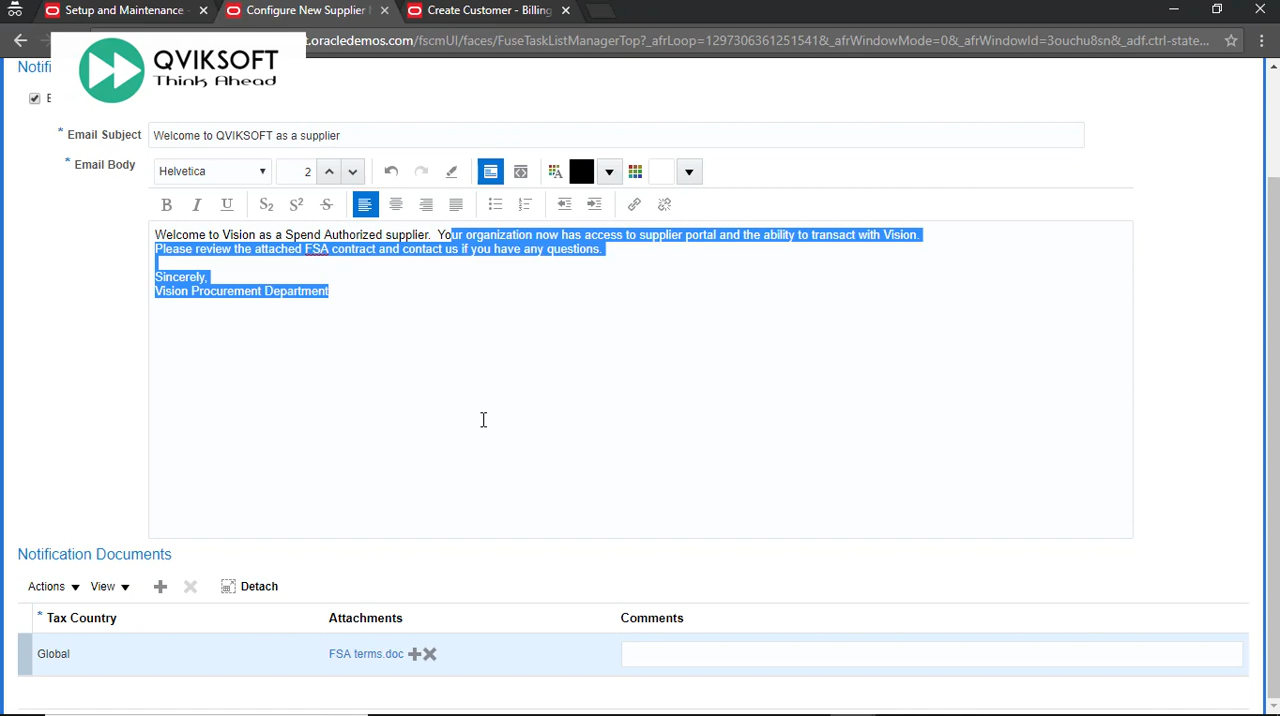 Setup and Maintenance
Configure New Supplier
Create Customer - Billing
t.oracledemos.com/fscmUI/faces/FuseTaskListManagerTop?_afrLoop=1297306361251541&_afrWindowMode=0&_afrWindowId=3ouchu8sn&_adf.ctrl-state...
QVIKSOFT
Think Ahead
Notifi
E
* Email Subject Welcome to QVIKSOFT as a supplier
* Email Body Helvetica 2
B I U S2 S2 S
Welcome to Vision as a Spend Authorized supplier. Your organization now has access to supplier portal and the ability to transact with Vision.
Please review the attached FSA contract and contact us if you have any questions.
Sincerely,
Vision Procurement Department
Notification Documents
Actions View Detach
* Tax Country Attachments Comments
Global FSA terms.doc